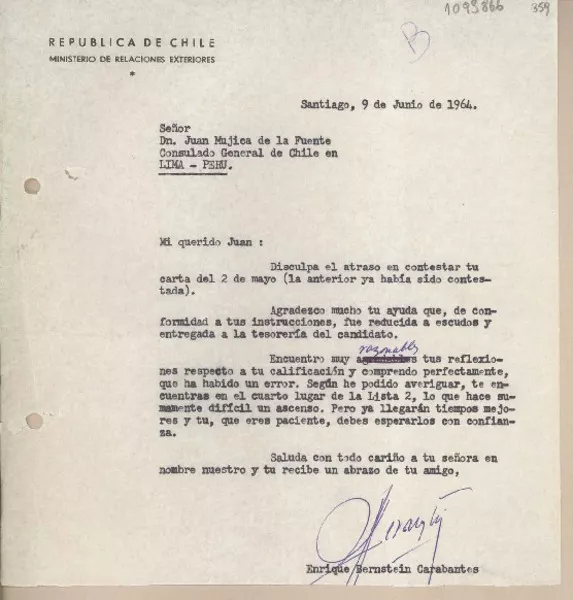 1093866
359
B
REPUBLICA DE CHILE
MINISTERIO DE RELACIONES EXTERIORES
*
Santiago, 9 de Junio de 1964.
Señor
Dn. Juan Mujica de la Fuente
Consulado General de Chile en
LIMA - PERU.
Mi querido Juan :
Disculpa el atraso en contestar tu
carta del 2 de mayo (la anterior ya había sido contes-
tada).
Agradezco mucho tu ayuda que, de con-
formidad a tus instrucciones, fue reducida a escudos y
entregada a la tesorería del candidato.
razonables
Encuentro muy tus reflexio-
nes respecto a tu calificación y comprendo perfectamente,
que ha habido un error. Según he podido averiguar, te en-
cuentras en el cuarto lugar de la Lista 2, lo que hace su-
mamente difícil un ascenso. Pero ya llegarán tiempos mejo-
res y tu, que eres paciente, debes esperarlos con confian-
za.
Saluda con todo cariño a tu señora en
nombre nuestro y tu recibe un abrazo de tu amigo,
Enrique Bernstein Carabantes